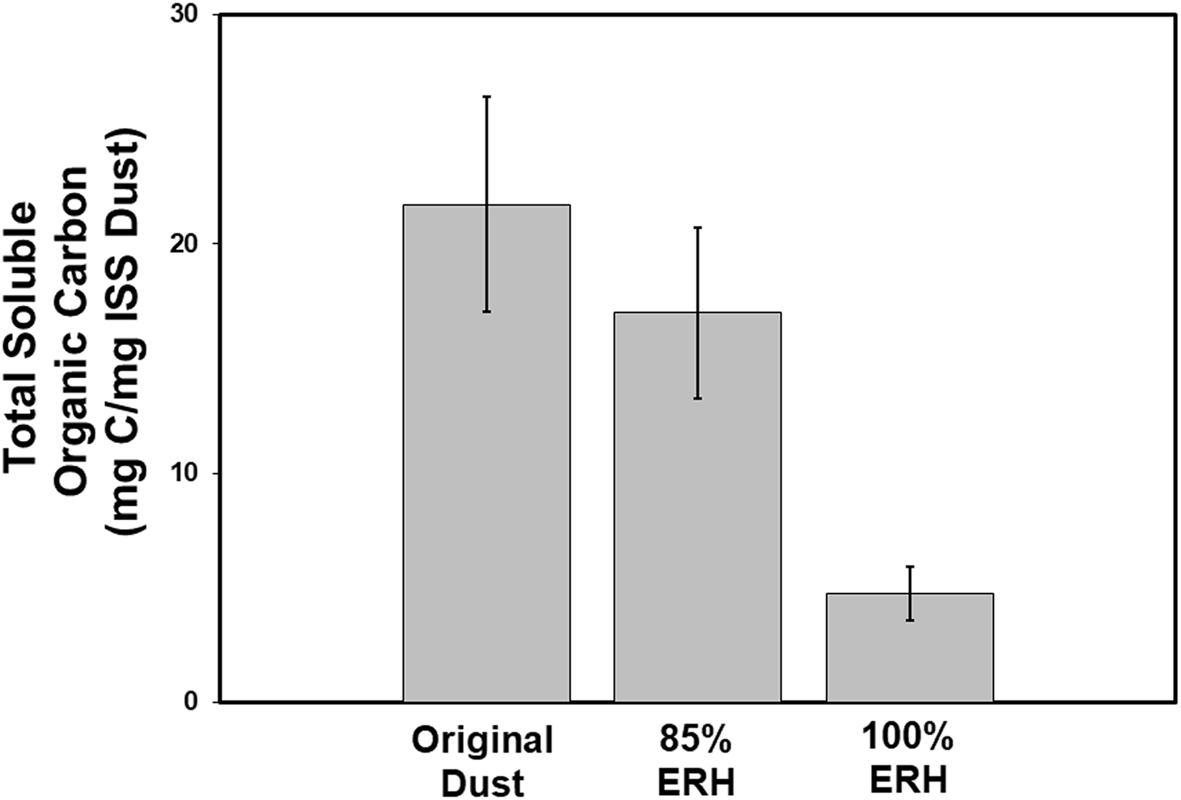 Total Soluble
Organic Carbon
(mg C/mg ISS Dust)
30
20
10
0
Original
Dust
85%
ERH
100%
ERH